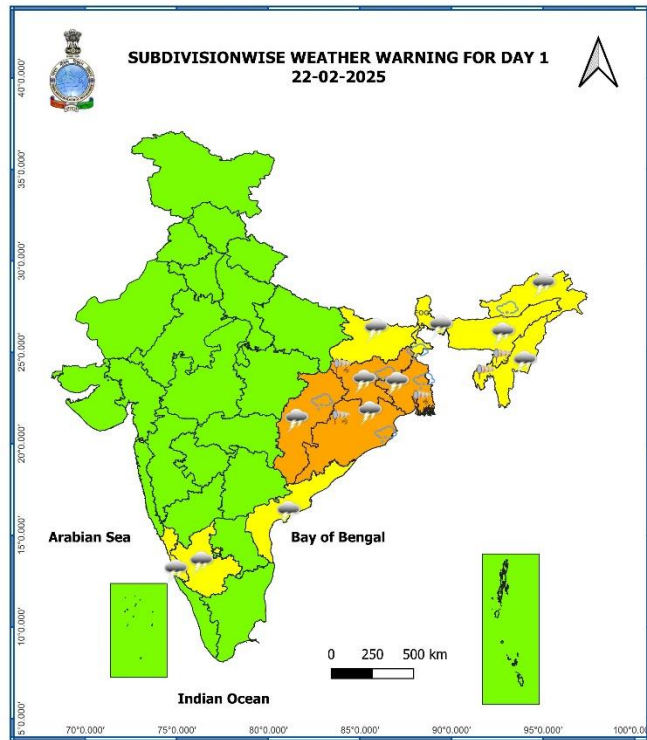 SUBDIVISIONWISE WEATHER WARNING FOR DAY 1
22-02-2025
40°0.000'
35°0.000'
30°0.000'
25°0.000'
20°0.000'
15°0.000'
10°0.000'
5°0.000'
Arabian Sea
Bay of Bengal
0 250 500 km
Indian Ocean
70°0.000' 75°0.000' 80°0.000' 85°0.000' 90°0.000' 95°0.000' 100°0.0